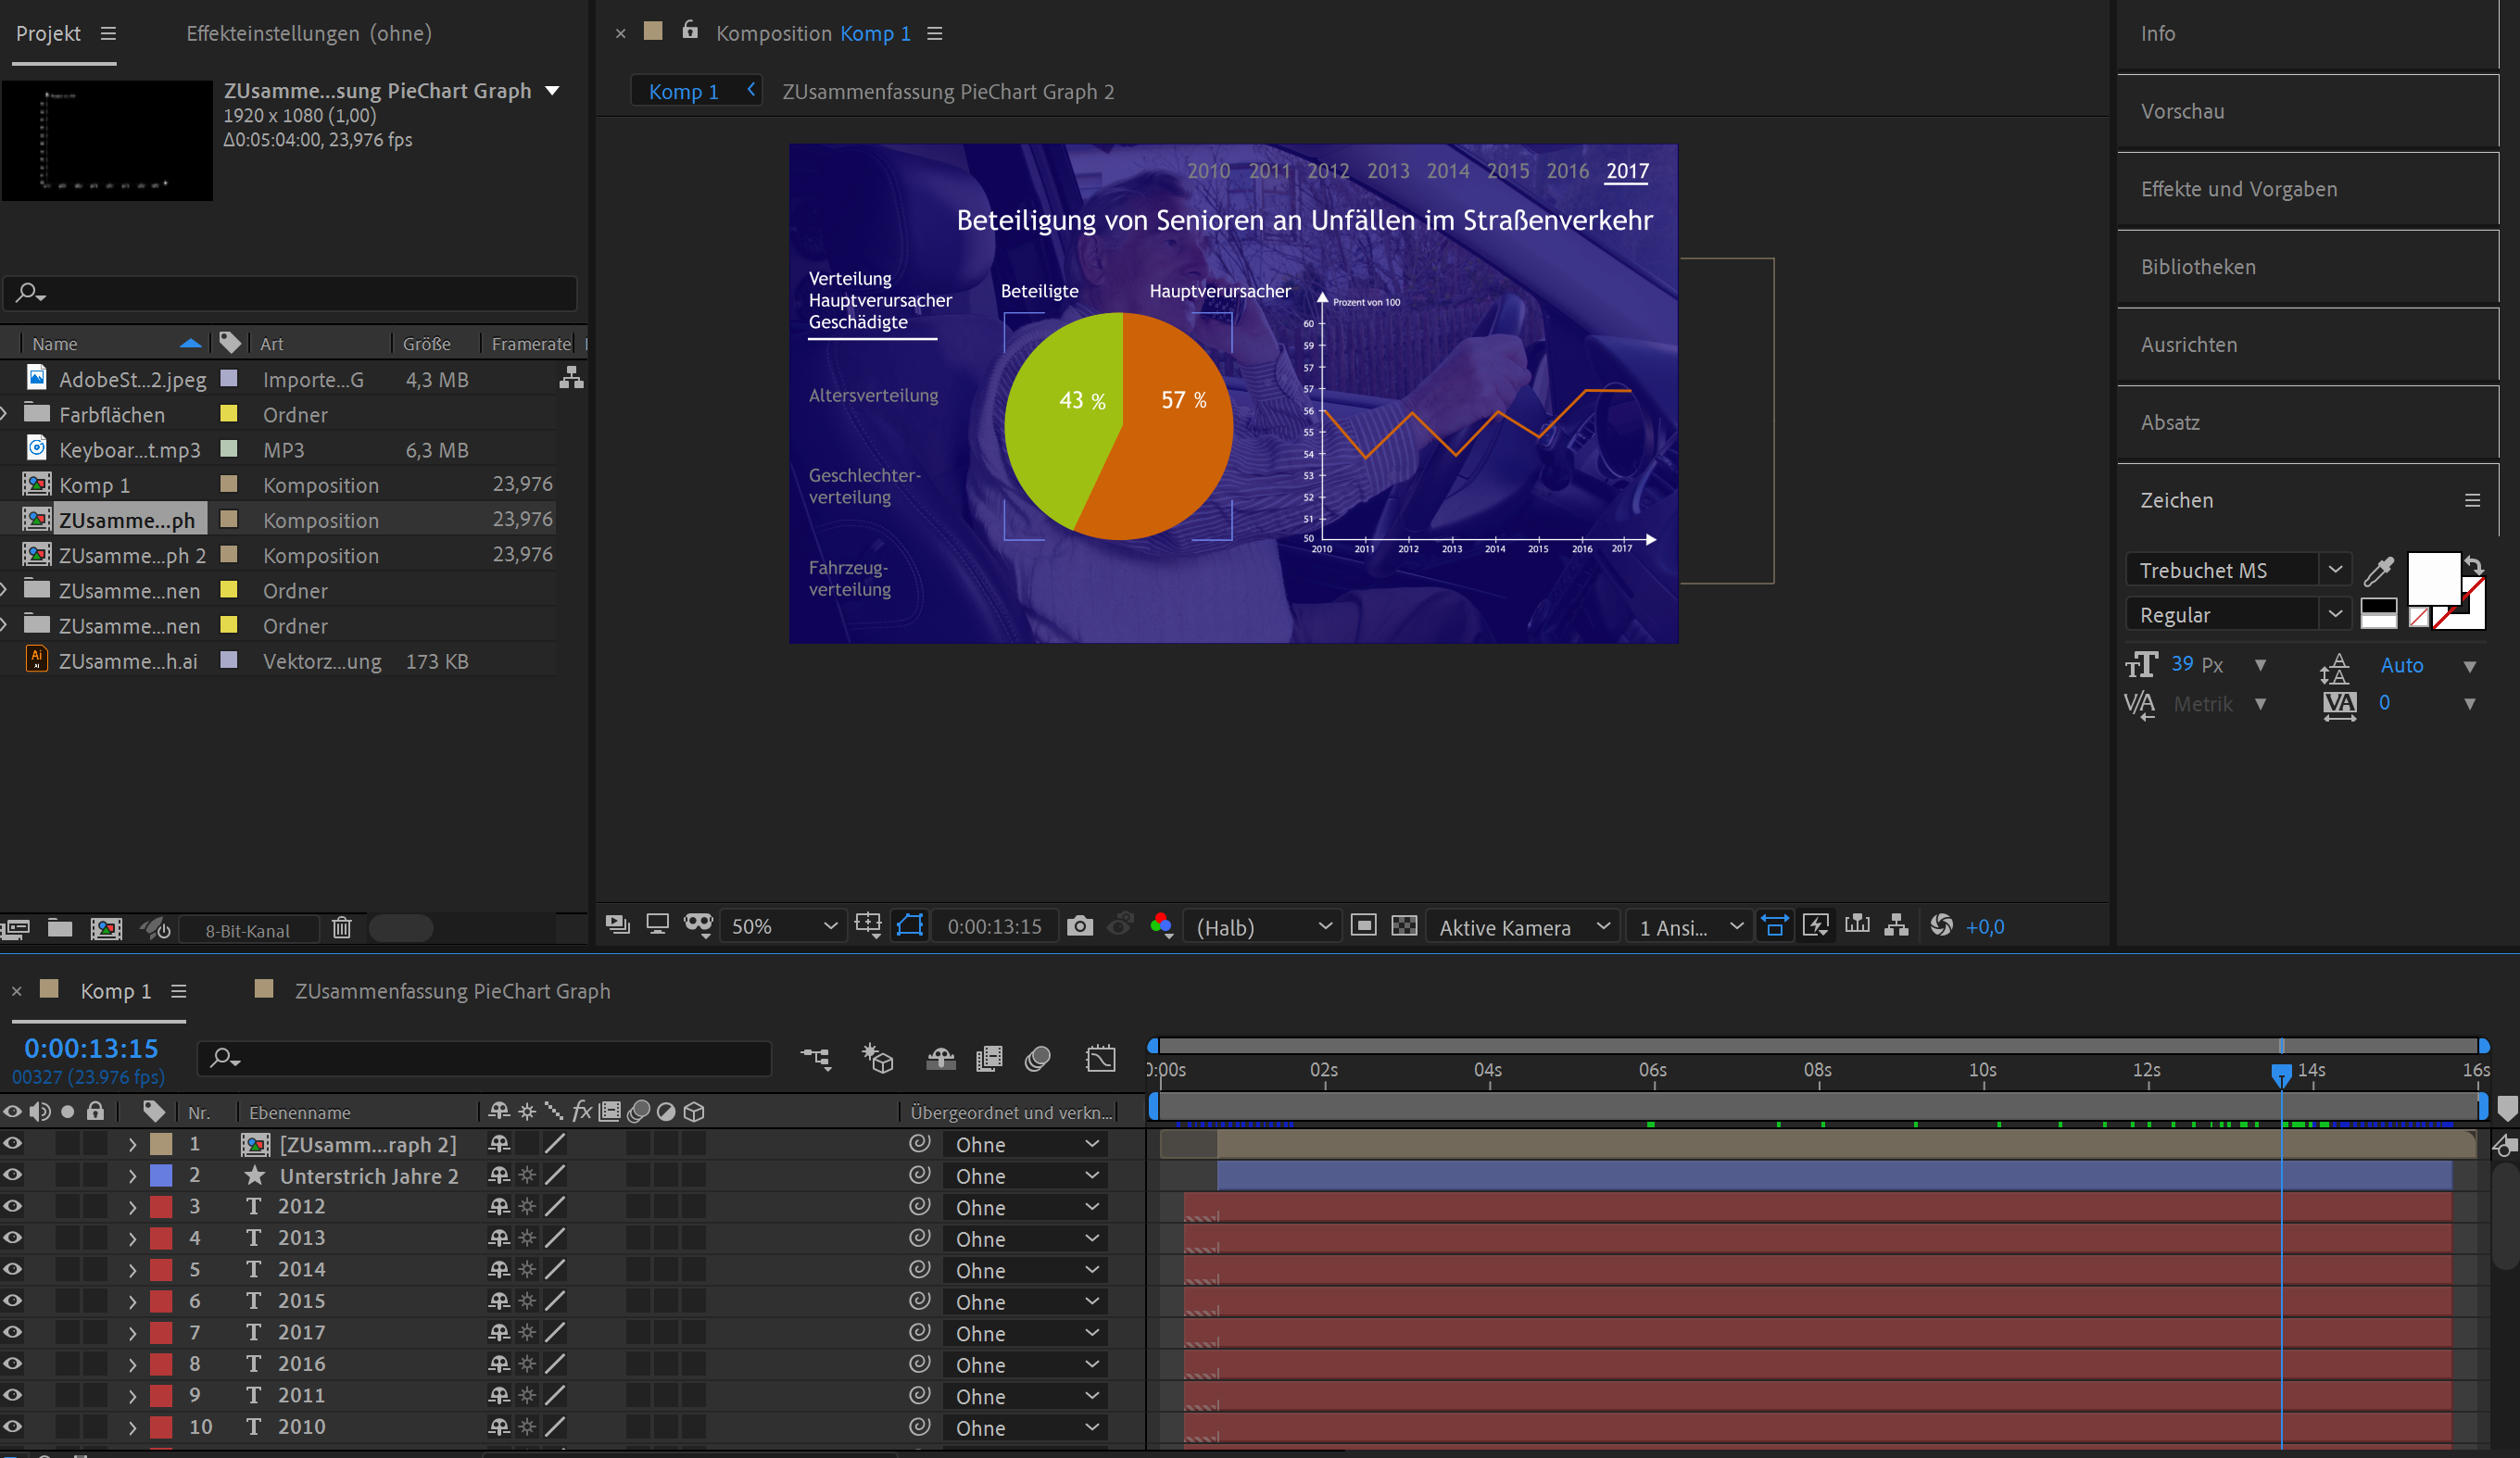 Projekt
Effekteinstellungen (ohne)
ZUsamme...sung PieChart Graph
1920 x 1080 (1,00)
Δ0:05:04:00, 23,976 fps
Name
Art
Größe
Framerate
AdobeSt...2.jpeg
Importe...G
4,3 MB
Farbflächen
Ordner
Keyboar...t.mp3
MP3
6,3 MB
Komp 1
Komposition
23,976
ZUsamme...ph
Komposition
23,976
ZUsamme...ph 2
Komposition
23,976
ZUsamme...nen
Ordner
ZUsamme...nen
Ordner
Ai
ZUsamme...h.ai
Vektorz...ung
173 KB
8-Bit-Kanal
Komposition Komp 1
Komp 1
ZUsammenfassung PieChart Graph 2
2010 2011 2012 2013 2014 2015 2016 2017
Beteiligung von Senioren an Unfällen im Straßenverkehr
Verteilung
Hauptverursacher
Geschädigte
Altersverteilung
Geschlechter-
verteilung
Fahrzeug-
verteilung
Beteiligte
Hauptverursacher
43 %
57 %
Prozent von 100
60
59
57
57
56
55
54
53
52
51
50
2010 2011 2012 2013 2014 2015 2016 2017
50%
0:00:13:15
(Halb)
Aktive Kamera
1 Ansi...
+0,0
Info
Vorschau
Effekte und Vorgaben
Bibliotheken
Ausrichten
Absatz
Zeichen
Trebuchet MS
Regular
39 Px
Auto
Metrik
0
Komp 1
ZUsammenfassung PieChart Graph
0:00:13:15
00327 (23.976 fps)
0:00s 02s 04s 06s 08s 10s 12s 14s 16s
Nr.
Ebenenname
fx
Übergeordnet und verkn...
1 [ZUsamm...raph 2] Ohne
2 Unterstrich Jahre 2 Ohne
3 T 2012 Ohne
4 T 2013 Ohne
5 T 2014 Ohne
6 T 2015 Ohne
7 T 2017 Ohne
8 T 2016 Ohne
9 T 2011 Ohne
10 T 2010 Ohne